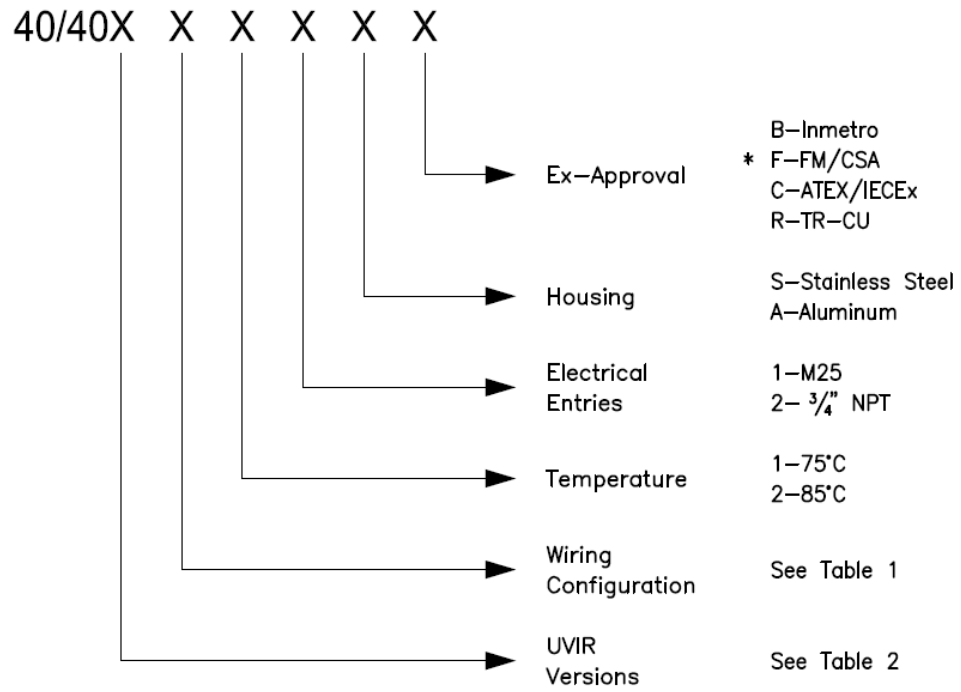 40/40X X X X X X
B–Inmetro
Ex–Approval * F–FM/CSA
C–ATEX/IECEx
R–TR–CU
Housing S–Stainless Steel
A–Aluminum
Electrical 1–M25
Entries 2– ¾" NPT
Temperature 1–75°C
2–85°C
Wiring
Configuration See Table 1
UVIR
Versions See Table 2